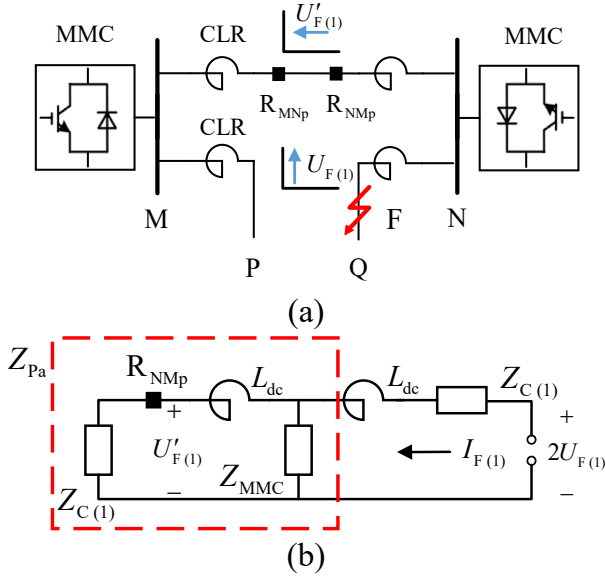 U′F(1)
MMC CLR MMC
RMNp RNMp
CLR
UF(1)
M F N
P Q
(a)
ZPa RNMp Ldc Ldc ZC(1)
+ +
U′F(1) ZMMC IF(1) 2UF(1)
ZC(1) − −
(b)